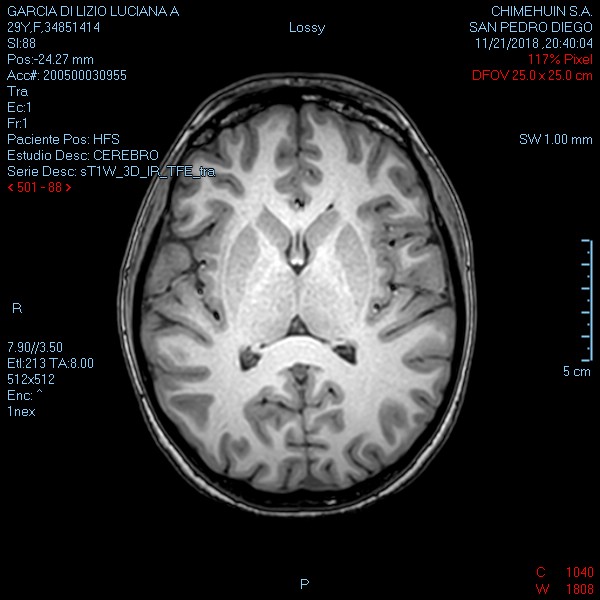 GARCIA DI LIZIO LUCIANA A
29Y,F,34851414
Sl:88
Pos:-24.27 mm
Acc#: 200500030955
Tra
Ec:1
Fr:1
Paciente Pos: HFS
Estudio Desc: CEREBRO
Serie Desc: sT1W_3D_IR_TFE_tra
< 501 - 88 >
Lossy
CHIMEHUIN S.A.
SAN PEDRO DIEGO
11/21/2018 ,20:40:04
117% Pixel
DFOV 25.0 x 25.0 cm
SW 1.00 mm
R
7.90//3.50
Etl:213 TA:8.00
512x512
Enc: ^
1nex
5 cm
P
C 1040
W 1808